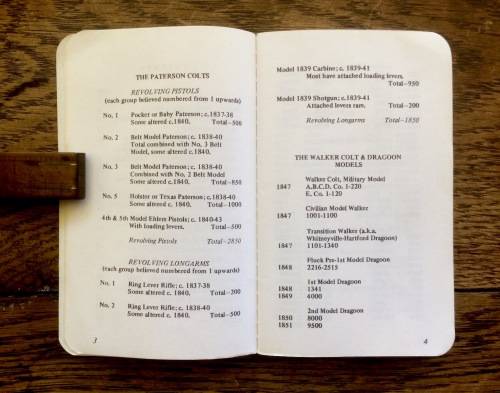 THE PATERSON COLTS
REVOLVING PISTOLS
(each group believed numbered from 1 upwards)
No. 1 Pocket or Baby Paterson; c. 1837-38
Some altered c.1840. Total—500
No. 2 Belt Model Paterson; c. 1838-40
Total combined with No. 3 Belt
Model, some altered c.1840.
No. 3 Belt Model Paterson; c. 1838-40
Combined with No. 2 Belt Model
Some altered c. 1840. Total—850
No. 5 Holster or Texas Paterson; c. 1838-40
Some altered c. 1840. Total—1000
4th & 5th Model Ehlers Pistols; c. 1840-43
With loading levers. Total—500
Revolving Pistols Total—2850
REVOLVING LONGARMS
(each group believed numbered from 1 upwards)
No. 1 Ring Lever Rifle; c. 1837-38
Some altered c. 1840. Total—200
No. 2 Ring Lever Rifle; c. 1838-40
Some altered c. 1840. Total—500
3
Model 1839 Carbine; c. 1839-41
Most have attached loading levers.
Total—950
Model 1839 Shotgun; c.1839-41
Attached levers rare. Total—200
Revolving Longarms Total—1850
THE WALKER COLT & DRAGOON
MODELS
Walker Colt, Military Model
1847 A,B,C,D, Co. 1-220
E. Co. 1-120
Civilian Model Walker
1847 1001-1100
Transition Walker (a.k.a.
Whitneyville-Hartford Dragoon)
1847 1101-1340
Fluck Pre-1st Model Dragoon
1848 2216-2515
1st Model Dragoon
1848 1341
1849 4000
2nd Model Dragoon
1850 8000
1851 9500
4